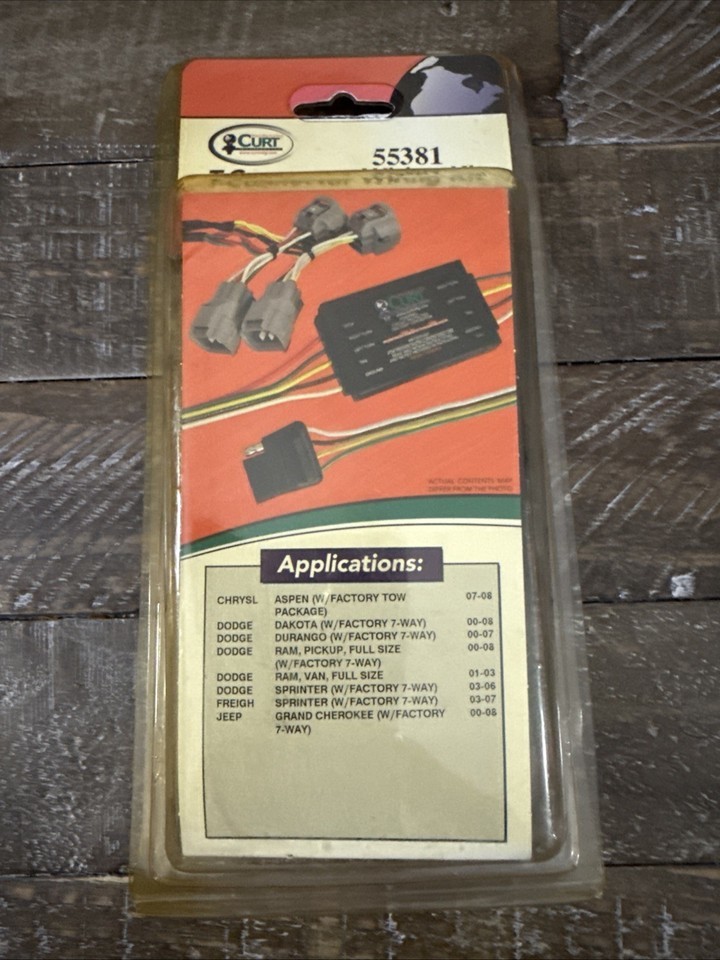 CURT
55381
CURT
ACTUAL CONTENTS MAY
DIFFER FROM THE PHOTO
Applications:
CHRYSL ASPEN (W/FACTORY TOW 07-08
PACKAGE)
DODGE DAKOTA (W/FACTORY 7-WAY) 00-08
DODGE DURANGO (W/FACTORY 7-WAY) 00-07
DODGE RAM, PICKUP, FULL SIZE 00-08
(W/FACTORY 7-WAY)
DODGE RAM, VAN, FULL SIZE 01-03
DODGE SPRINTER (W/FACTORY 7-WAY) 03-06
FREIGH SPRINTER (W/FACTORY 7-WAY) 03-07
JEEP GRAND CHEROKEE (W/FACTORY 00-08
7-WAY)